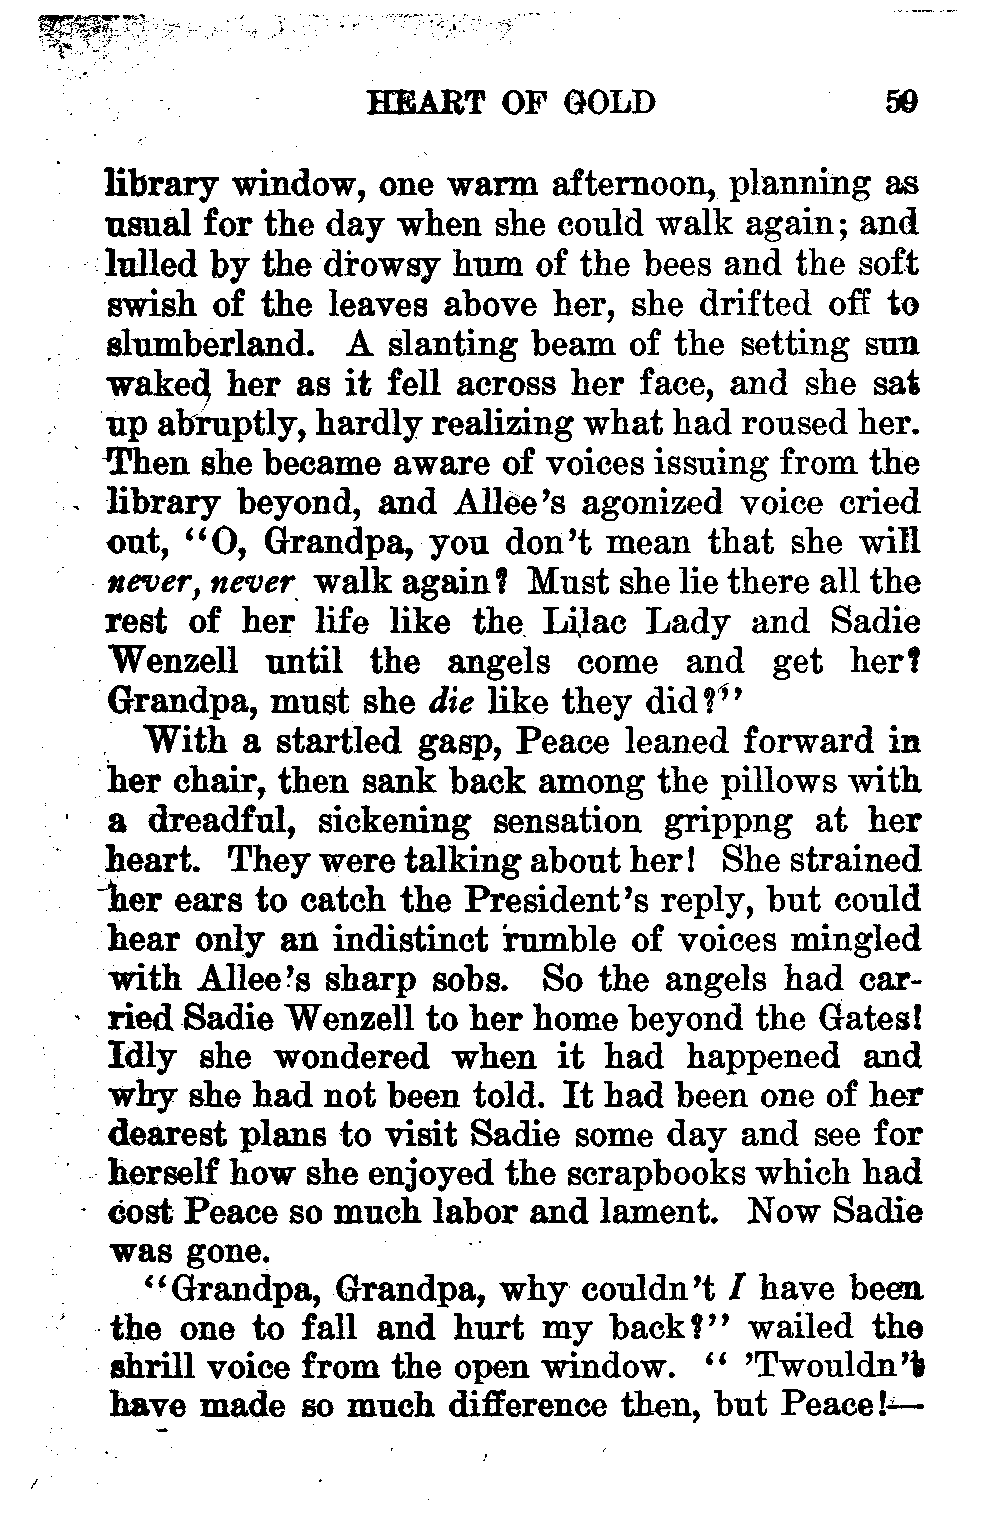 HEART OF GOLD 59
library window, one warm afternoon, planning as
usual for the day when she could walk again; and
lulled by the drowsy hum of the bees and the soft
swish of the leaves above her, she drifted off to
slumberland. A slanting beam of the setting sun
waked her as it fell across her face, and she sat
up abruptly, hardly realizing what had roused her.
Then she became aware of voices issuing from the
library beyond, and Allee's agonized voice cried
out, "O, Grandpa, you don't mean that she will
never, never walk again? Must she lie there all the
rest of her life like the Lilac Lady and Sadie
Wenzell until the angels come and get her?
Grandpa, must she die like they did?"
With a startled gasp, Peace leaned forward in
her chair, then sank back among the pillows with
a dreadful, sickening sensation grippng at her
heart. They were talking about her! She strained
her ears to catch the President's reply, but could
hear only an indistinct rumble of voices mingled
with Allee's sharp sobs. So the angels had car-
ried Sadie Wenzell to her home beyond the Gates!
Idly she wondered when it had happened and
why she had not been told. It had been one of her
dearest plans to visit Sadie some day and see for
herself how she enjoyed the scrapbooks which had
cost Peace so much labor and lament. Now Sadie
was gone.
"Grandpa, Grandpa, why couldn't I have been
the one to fall and hurt my back?" wailed the
shrill voice from the open window. " 'Twouldn't
have made so much difference then, but Peace!—